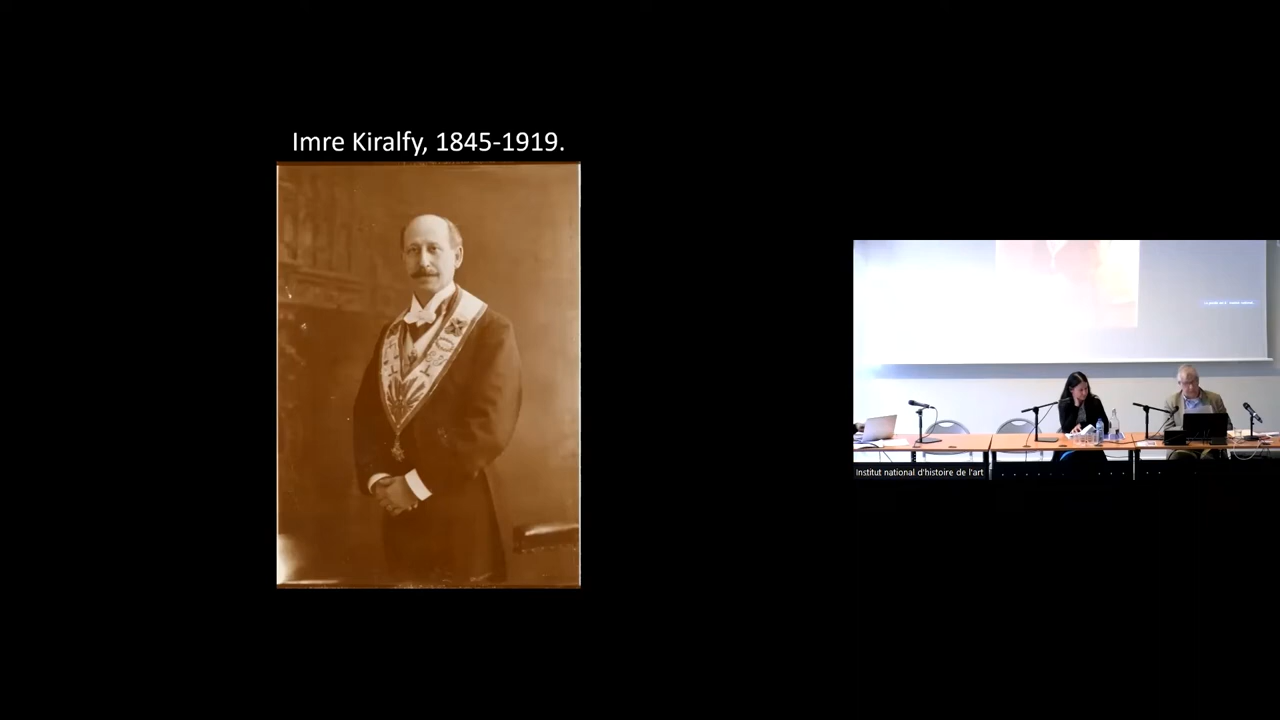 Imre Kiralfy, 1845-1919.
Institut national d'histoire de l'art